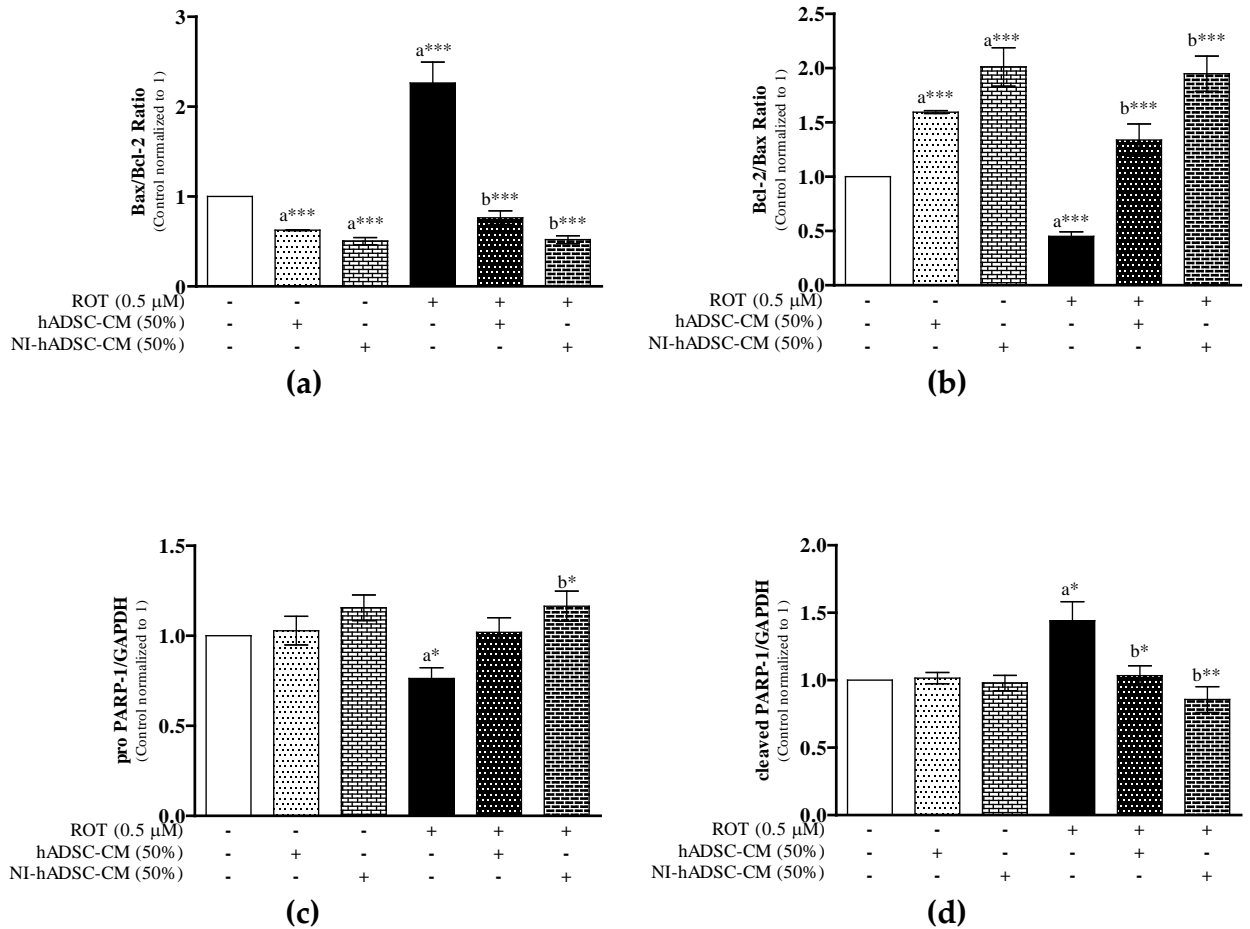 Bax/Bcl-2 Ratio
(Control normalized to 1)
3
2
1
0
a***
a***
a***
b***
b***
ROT (0.5 μM) - - - + + +
hADSC-CM (50%) - + - - + -
NI-hADSC-CM (50%) - - + - - +
(a)
Bcl-2/Bax Ratio
(Control normalized to 1)
2.5
2.0
1.5
1.0
0.5
0.0
a***
a***
a***
b***
b***
ROT (0.5 μM) - - - + + +
hADSC-CM (50%) - + - - + -
NI-hADSC-CM (50%) - - + - - +
(b)
pro PARP-1/GAPDH
(Control normalized to 1)
1.5
1.0
0.5
0.0
a*
b*
ROT (0.5 μM) - - - + + +
hADSC-CM (50%) - + - - + -
NI-hADSC-CM (50%) - - + - - +
(c)
cleaved PARP-1/GAPDH
(Control normalized to 1)
2.0
1.5
1.0
0.5
0.0
a*
b*
b**
ROT (0.5 μM) - - - + + +
hADSC-CM (50%) - + - - + -
NI-hADSC-CM (50%) - - + - - +
(d)